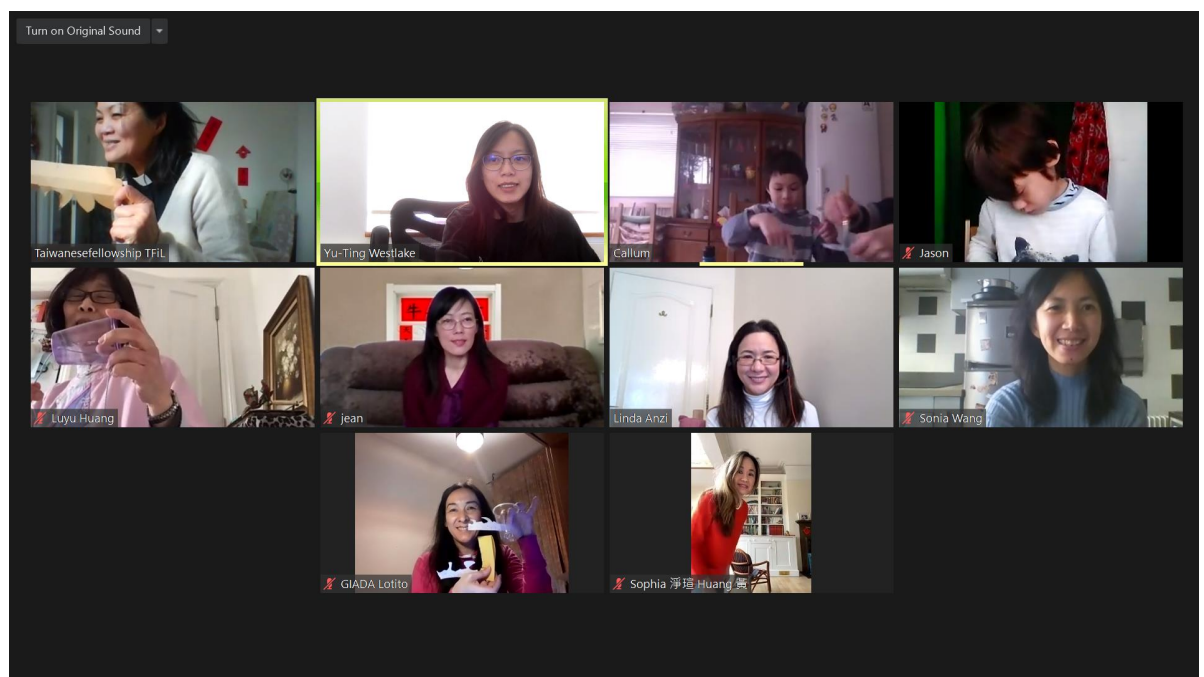 Turn on Original Sound
Taiwanesefellowship TFiL
Yu-Ting Westlake
Callum
Jason
Luyu Huang
jean
Linda Anzi
Sonia Wang
GIADA Lotito
Sophia 淨瑄 Huang 黃